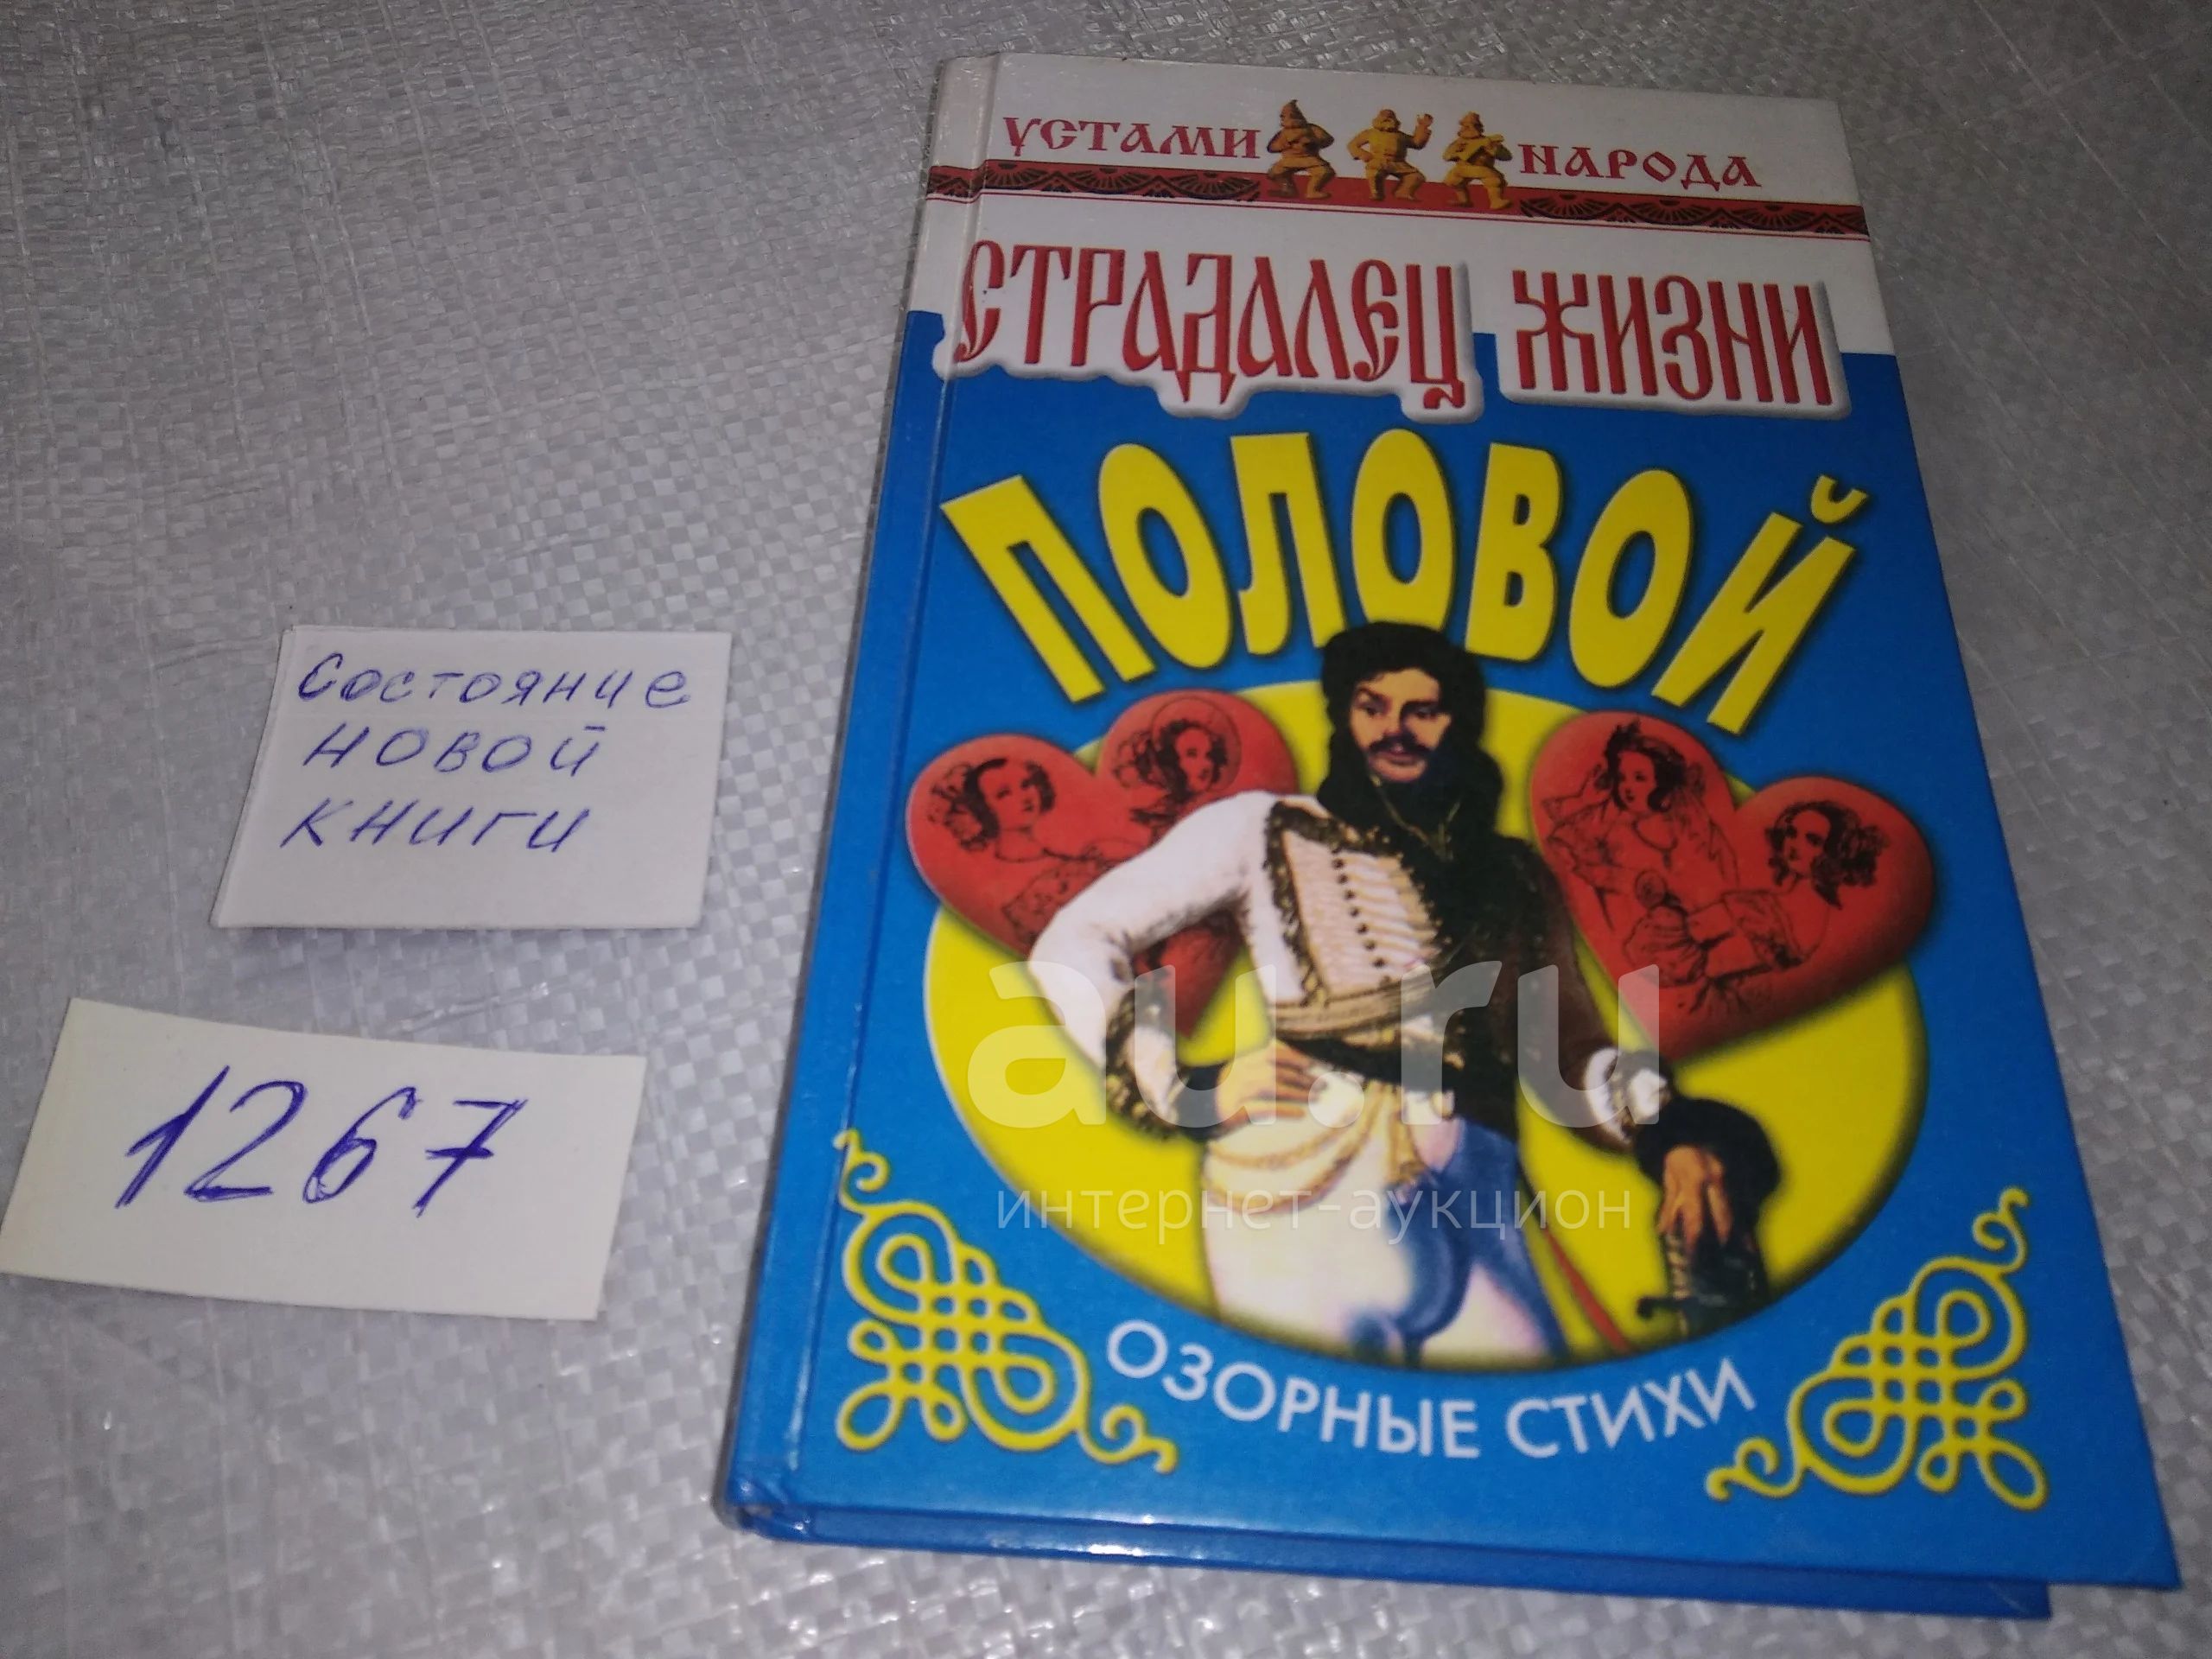 УСТАМИ НАРОДА
СТРАДАЛЕЦ ЖИЗНИ
ПОЛОВОЙ
ОЗОРНЫЕ СТИХИ
Состояние
новой
книги
1267
au.ru
интернет-аукцион